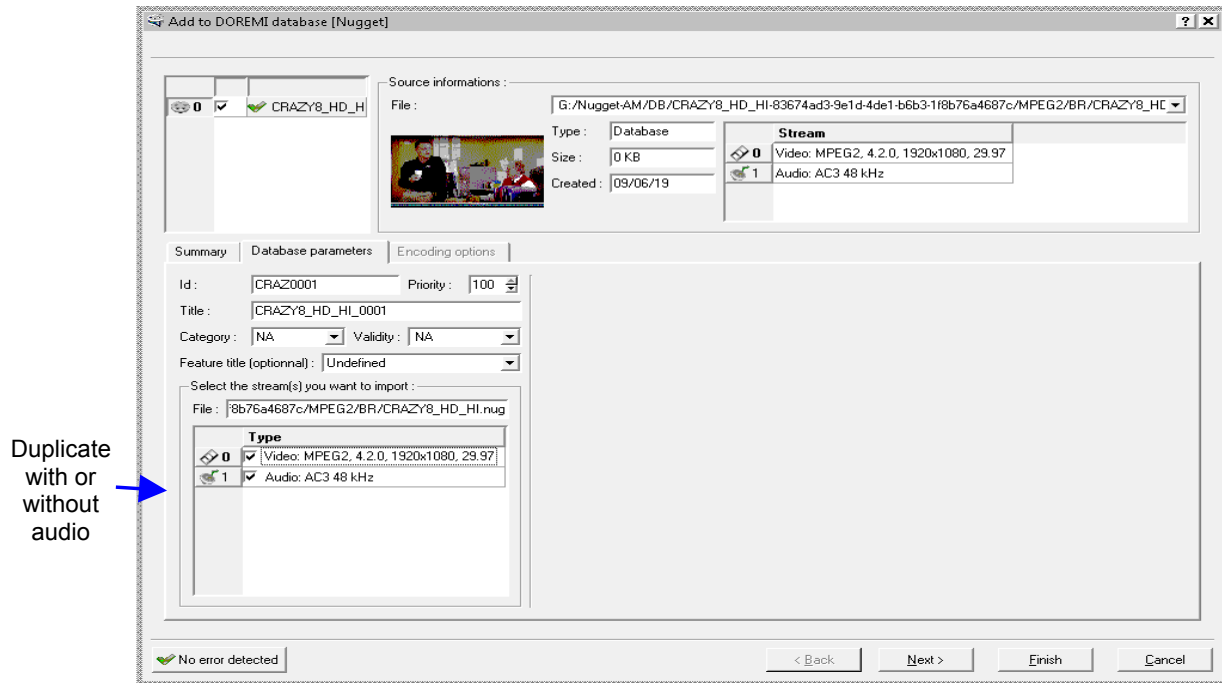 Add to DOREMI database [Nugget]
? X
0 CRAZY8_HD_H
Source informations :
File : G:/Nugget-AM/DB/CRAZY8_HD_HI-83674ad3-9e1d-4de1-b6b3-1f8b76a4687c/MPEG2/BR/CRAZY8_HD
Type : Database
Size : 0 KB
Created : 09/06/19
Stream
0 Video: MPEG2, 4.2.0, 1920x1080, 29.97
1 Audio: AC3 48 kHz
Summary Database parameters Encoding options
Id : CRAZ0001 Priority : 100
Title : CRAZY8_HD_HI_0001
Category : NA Validity : NA
Feature title (optionnal) : Undefined
Select the stream(s) you want to import :
File : 8b76a4687c/MPEG2/BR/CRAZY8_HD_HI.nug
Type
0 Video: MPEG2, 4.2.0, 1920x1080, 29.97
1 Audio: AC3 48 kHz
Duplicate
with or
without
audio
No error detected
< Back Next > Finish Cancel